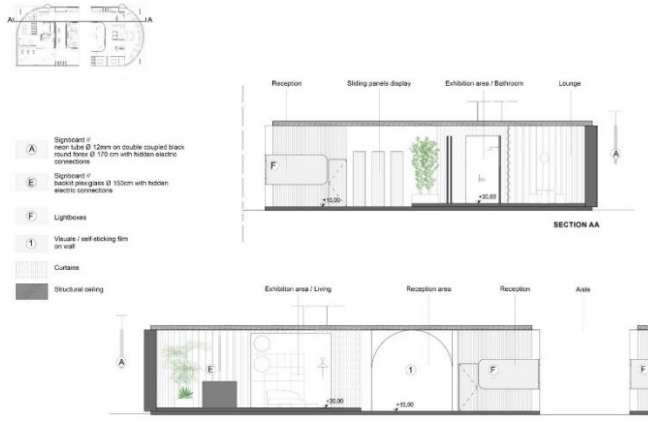 A A
A Signboard //
neon tube Ø 12mm on double coupled black
round forex Ø 170 cm with hidden electric
connections
E Signboard //
backlit plexiglass Ø 150cm with hidden
electric connections
F Lightboxes
1 Visuals / self-sticking film
on wall
Curtains
Structural ceiling
Reception Sliding panels display Exhibition area / Bathroom Lounge
F
A
+10,00 +30,00
SECTION AA
Exhibition area / Living Reception area Reception Aisle
A E 1 F F
+30,00 +10,00